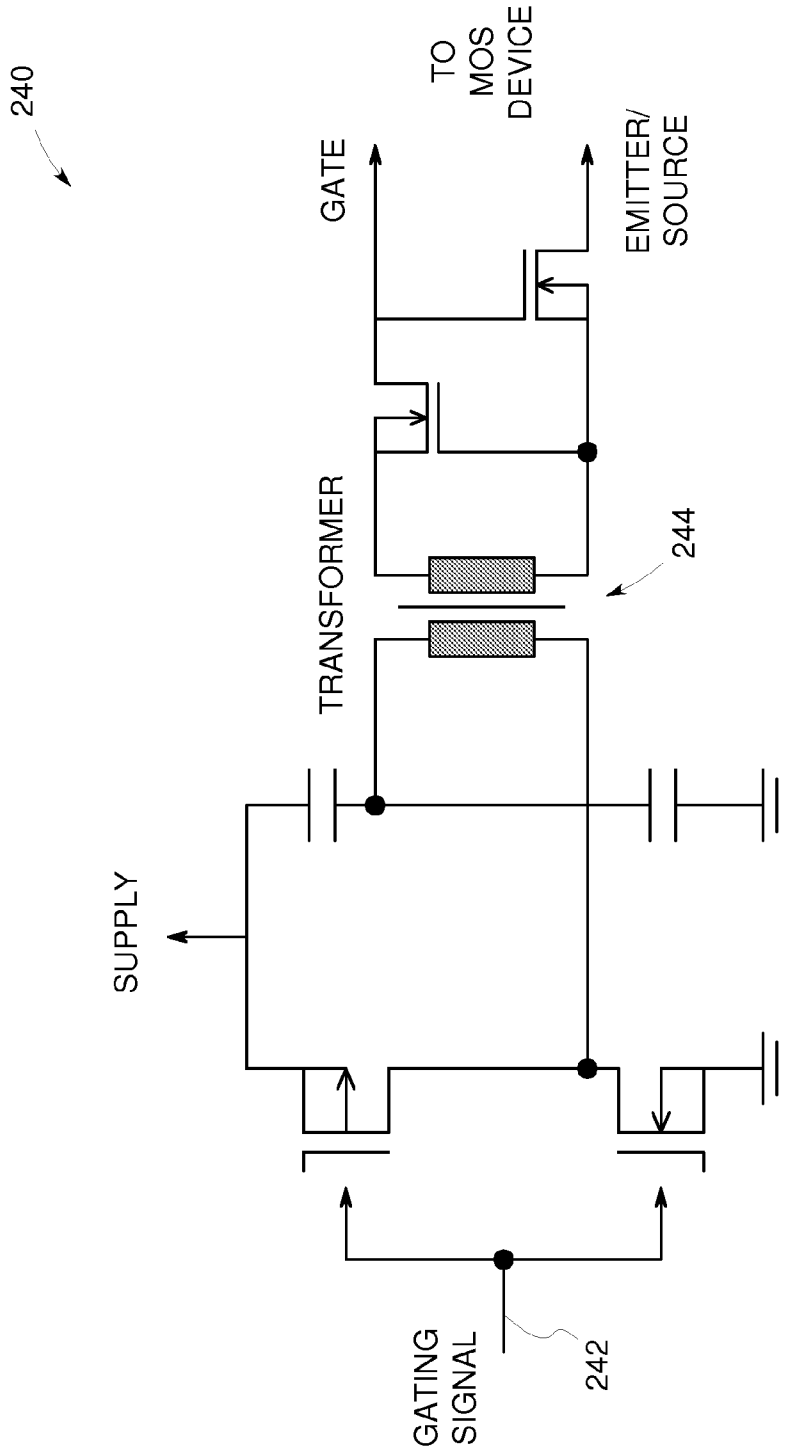 240
SUPPLY
TRANSFORMER
GATE
TO
MOS
DEVICE
EMITTER/
SOURCE
GATING
SIGNAL
242
244